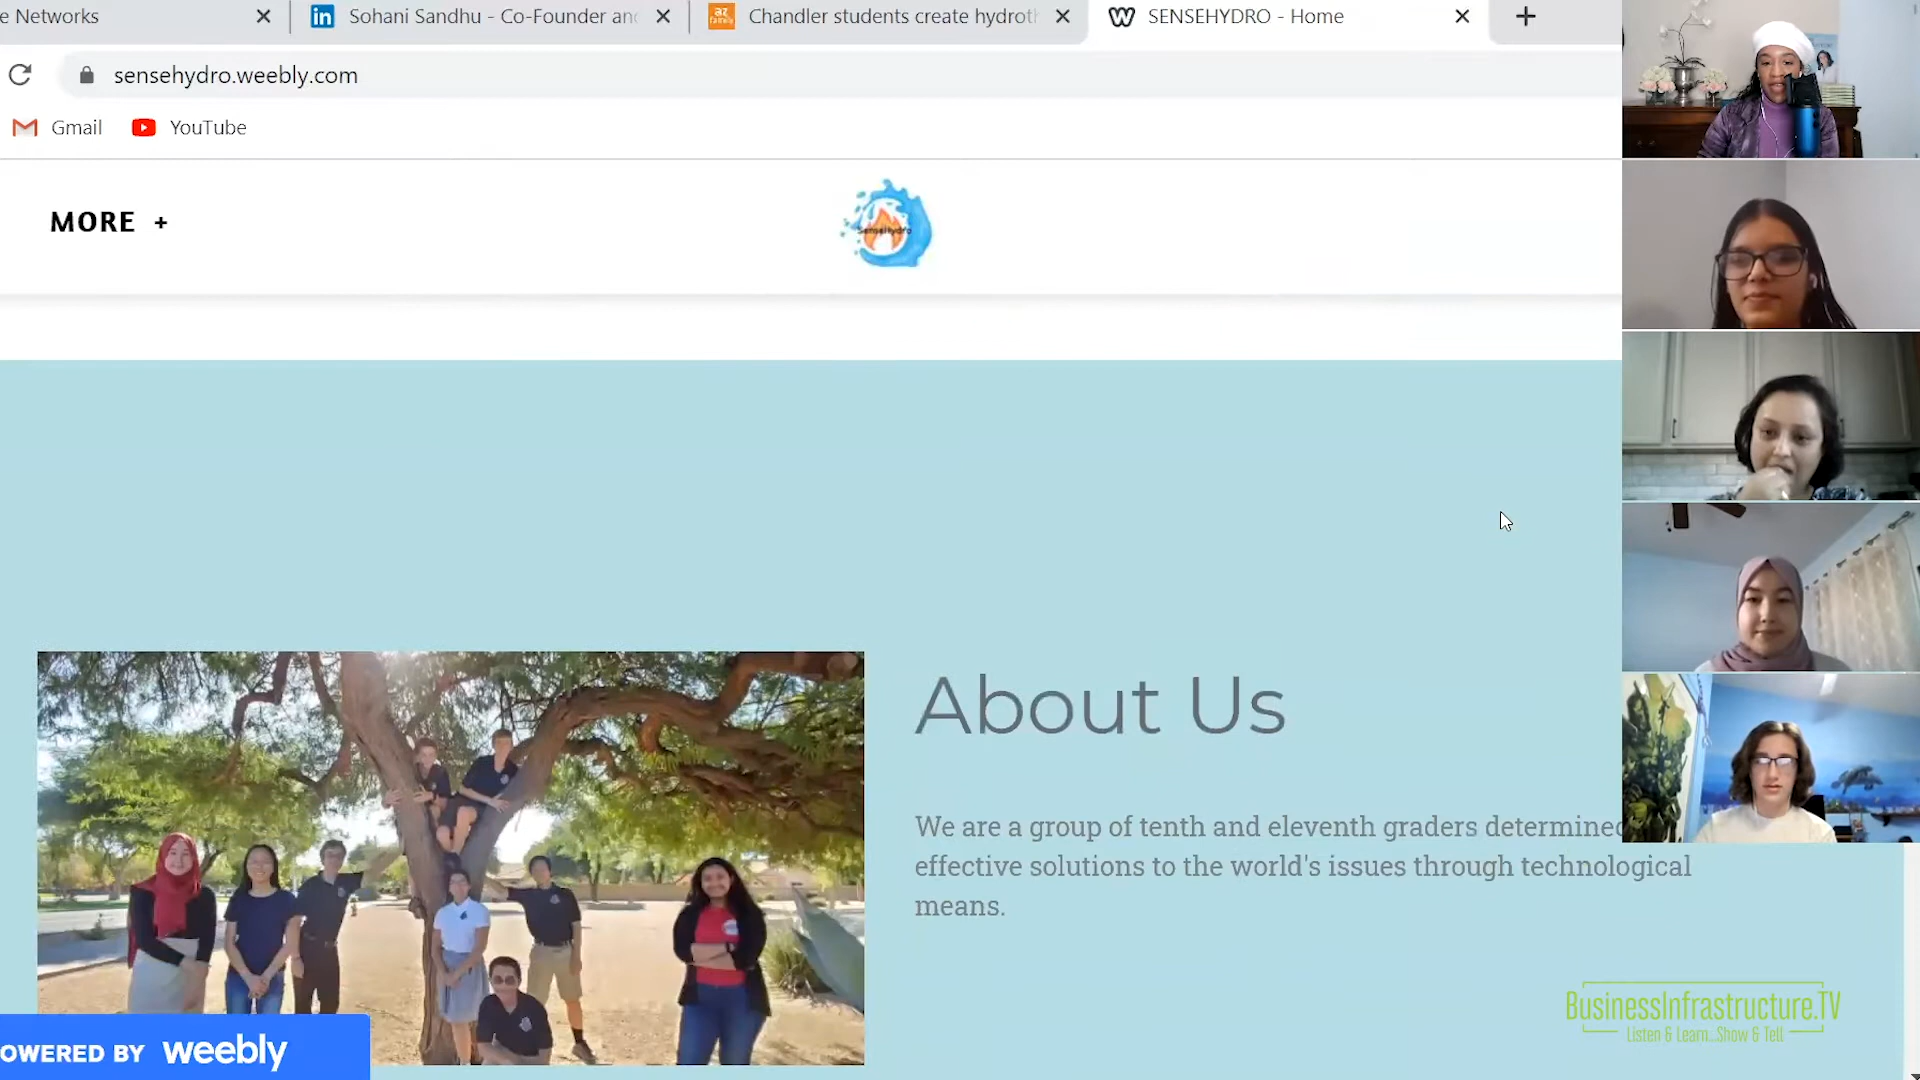 e Networks
Sohani Sandhu - Co-Founder an
Chandler students create hydrot
SENSEHYDRO - Home
sensehydro.weebly.com
Gmail
YouTube
MORE +
SenseHydro
About Us
We are a group of tenth and eleventh graders determined
effective solutions to the world's issues through technological
means.
OWERED BY weebly
BusinessInfrastructure.TV
Listen & Learn...Show & Tell